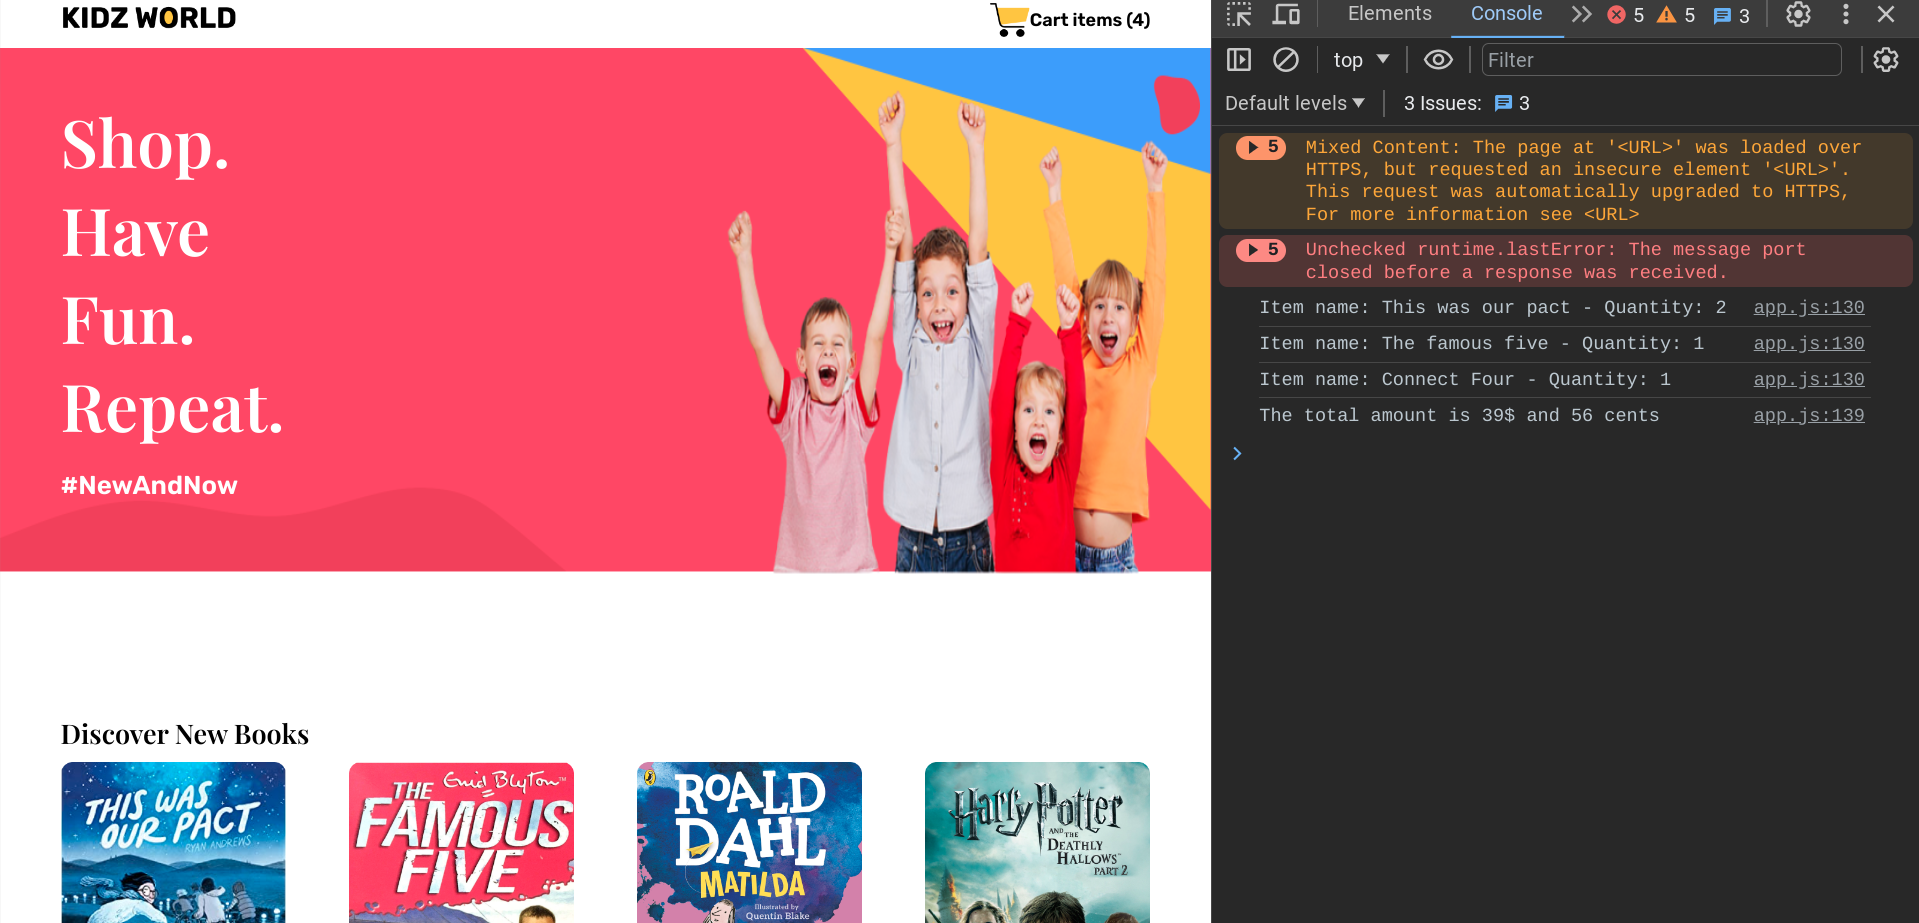 KIDZ WORLD
Cart items (4)
Shop.
Have
Fun.
Repeat.
#NewAndNow
Discover New Books
THIS WAS
OUR PACT
RYAN ANDREWS
Enid Blyton™
THE
FAMOUS
FIVE
ROALD
DAHL
MATILDA
Illustrated by
Quentin Blake
Harry Potter
AND THE
DEATHLY
HALLOWS™
PART 2
Elements
Console
5
5
3
top
Filter
Default levels
3 Issues:
3
5
Mixed Content: The page at '<URL>' was loaded over
HTTPS, but requested an insecure element '<URL>'.
This request was automatically upgraded to HTTPS,
For more information see <URL>
5
Unchecked runtime.lastError: The message port
closed before a response was received.
Item name: This was our pact - Quantity: 2 app.js:130
Item name: The famous five - Quantity: 1 app.js:130
Item name: Connect Four - Quantity: 1 app.js:130
The total amount is 39$ and 56 cents app.js:139